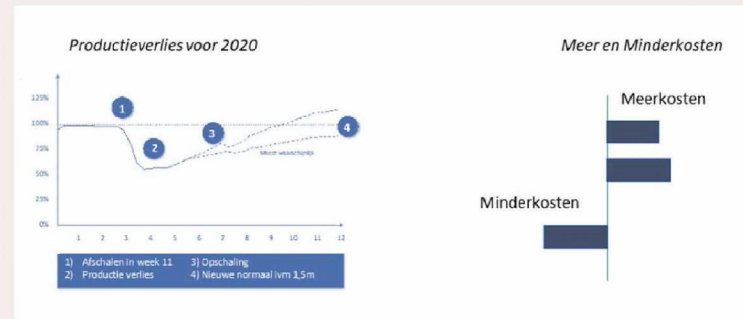 Productieverlies voor 2020
125%
100%
75%
50%
25%
0%
1
2
3
4
1 2 3 4 5 6 7 8 9 10 11 12
Meest waarschijnlijk
1) Afschalen in week 11 3) Opschaling
2) Productie verlies 4) Nieuwe normaal ivm 1,5m
Meer en Minderkosten
Meerkosten
Minderkosten